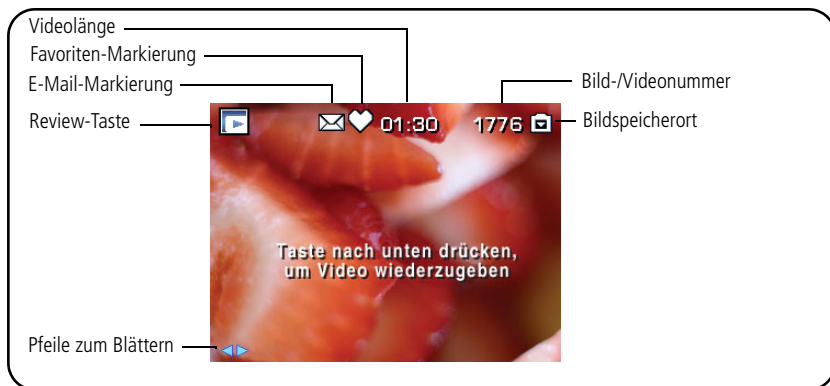 Videolänge
Favoriten-Markierung
E-Mail-Markierung
Review-Taste
Bild-/Videonummer
Bildspeicherort
01:30
1776
Taste nach unten drücken,
um Video wiederzugeben
Pfeile zum Blättern